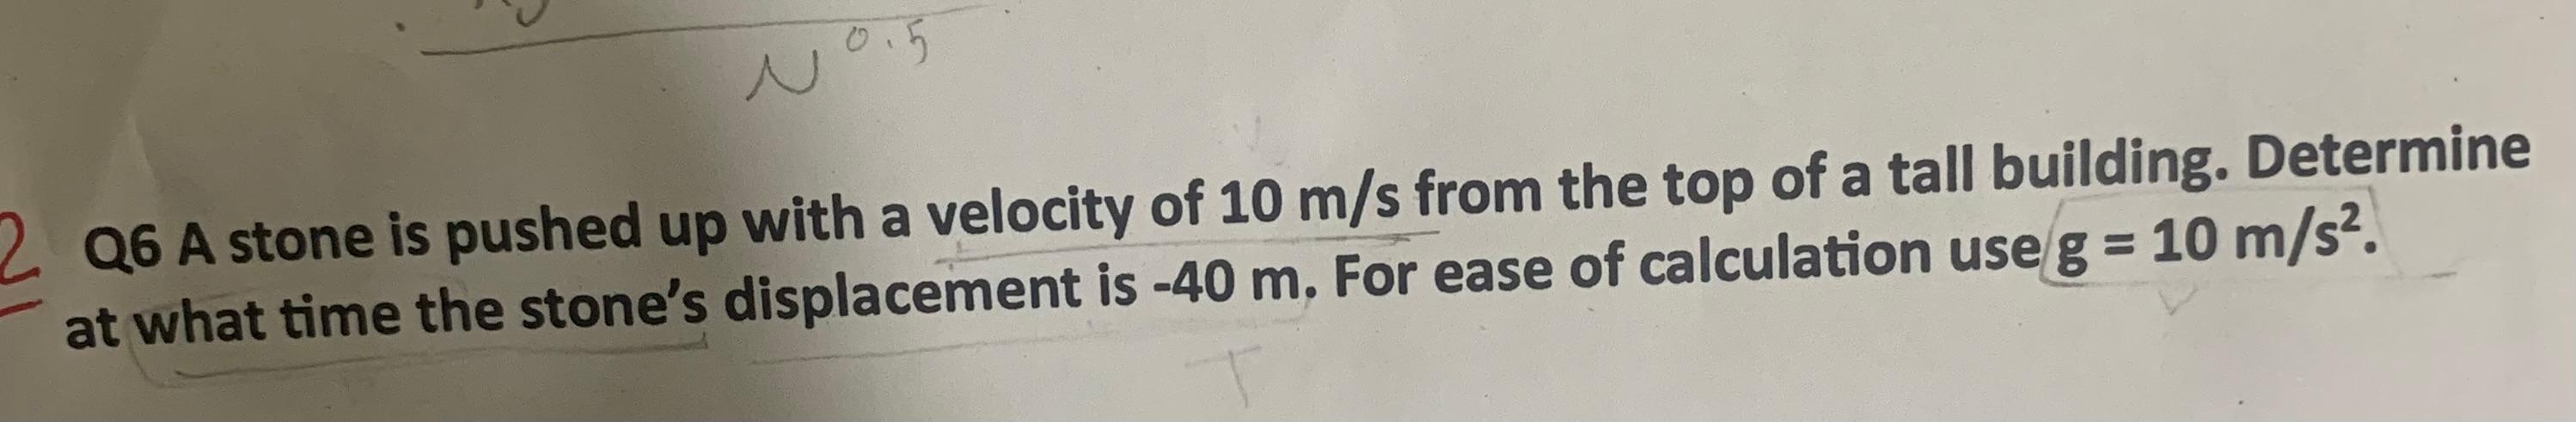 N^0.5
2 Q6 A stone is pushed up with a velocity of 10 m/s from the top of a tall building. Determine
at what time the stone's displacement is -40 m. For ease of calculation use g = 10 m/s².
T